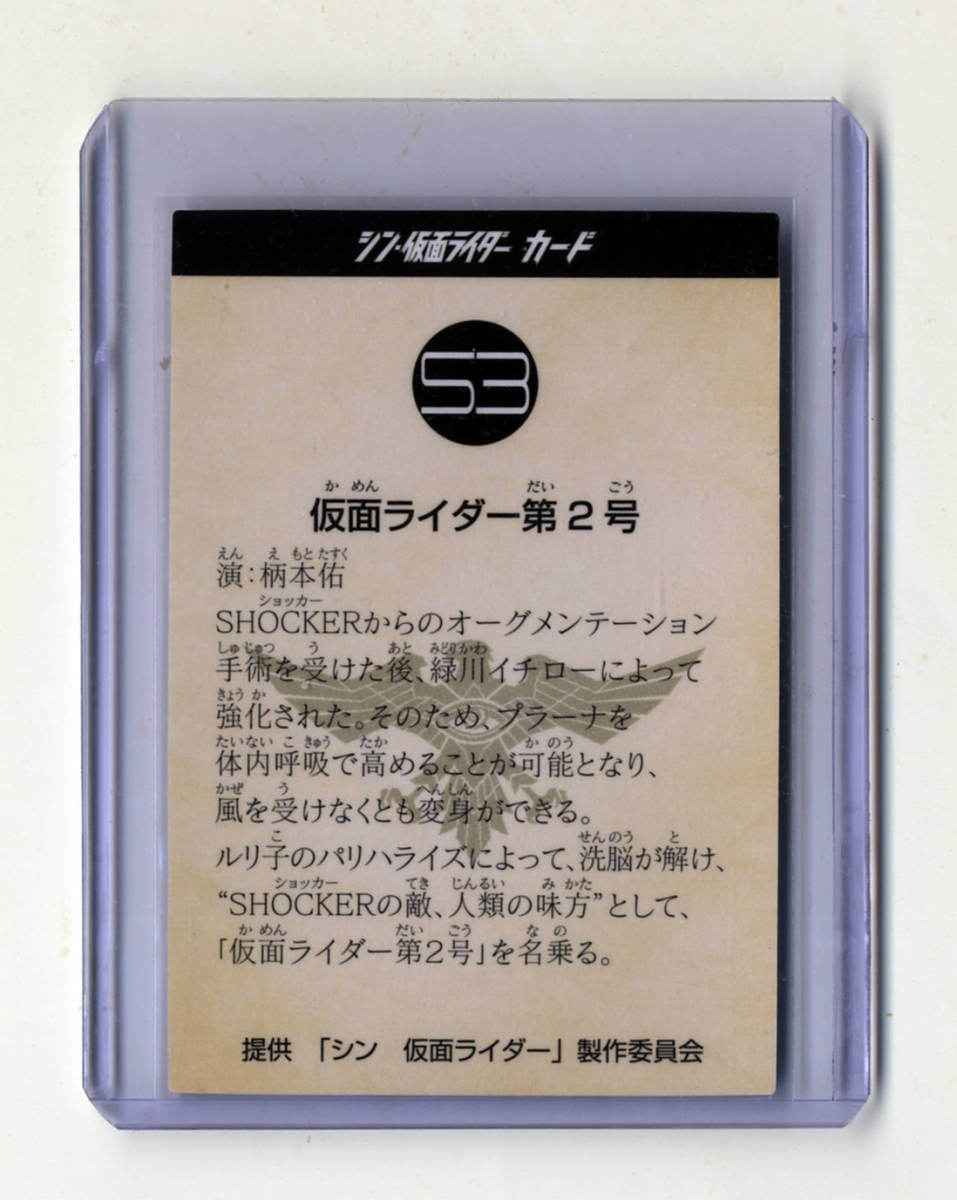 シン・仮面ライダー カード
53
仮面ライダー第2号
演:柄本佑
SHOCKERからのオーグメンテーション
手術を受けた後、緑川イチローによって
強化された。そのため、プラーナを
体内呼吸で高めることが可能となり、
風を受けなくとも変身ができる。
ルリ子のパリハライズによって、洗脳が解け、
“SHOCKERの敵、人類の味方”として、
「仮面ライダー第2号」を名乗る。
提供 「シン 仮面ライダー」製作委員会